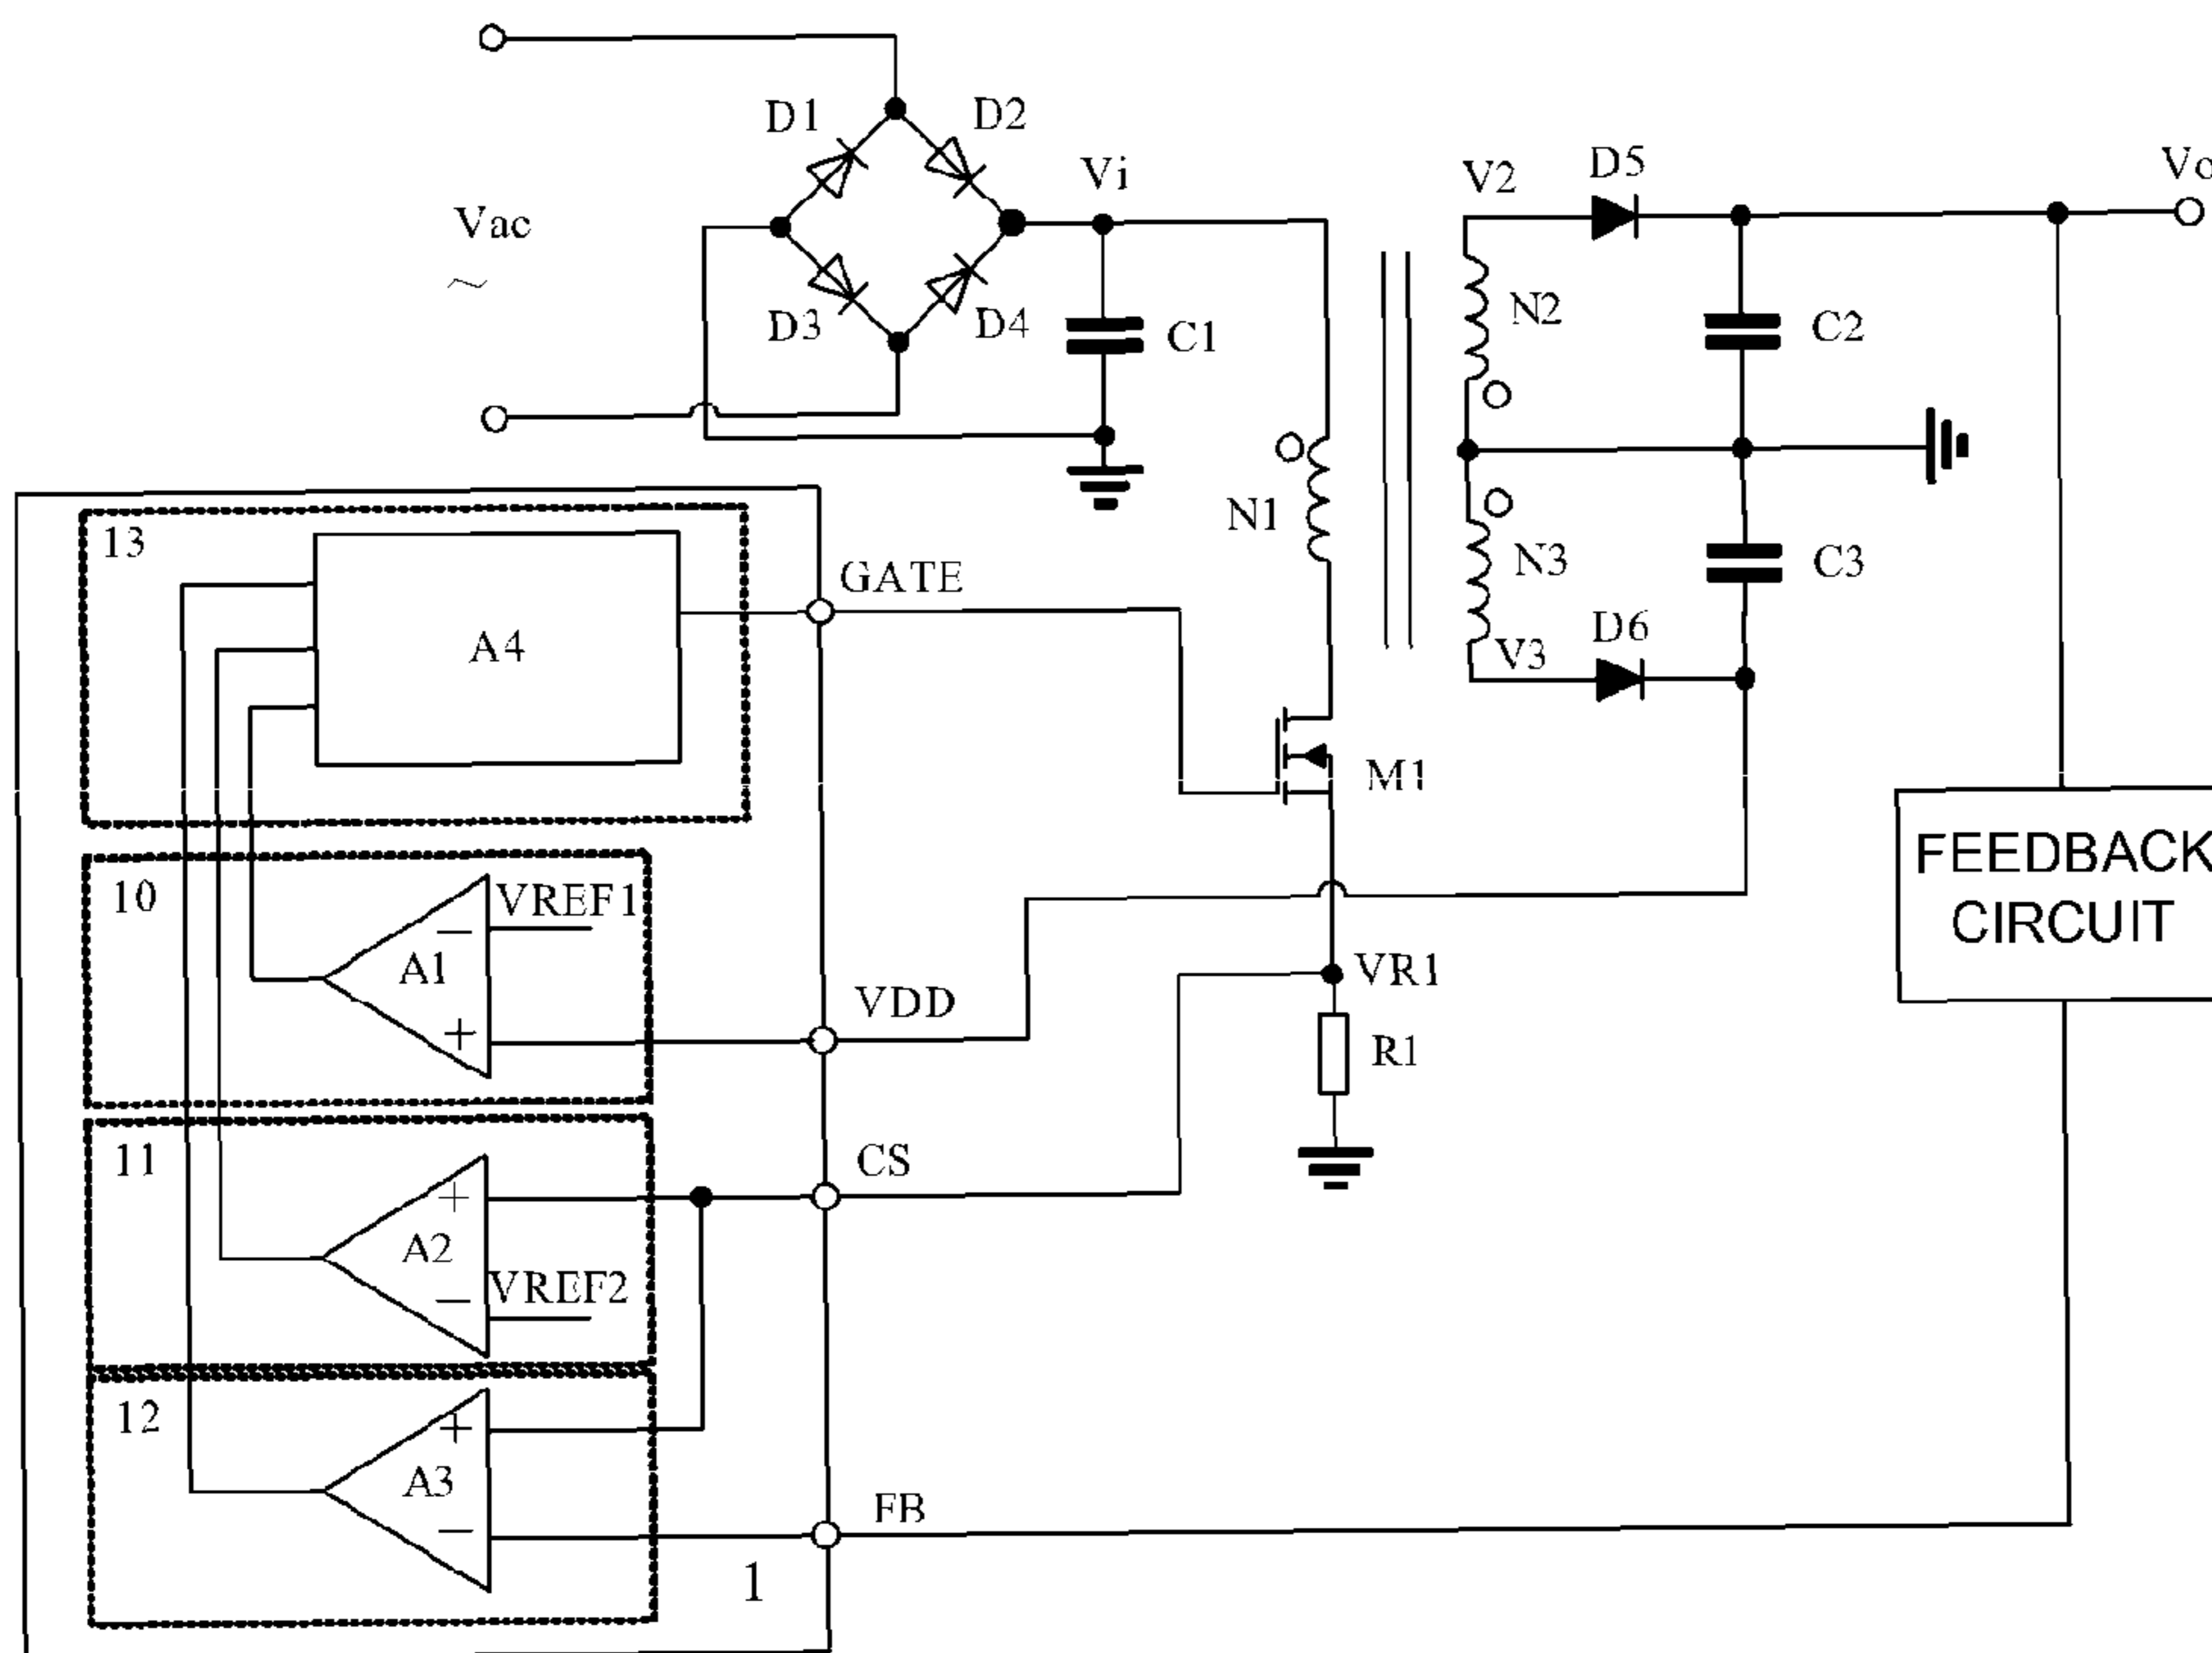 D1
D2
Vi
V2
D5
Vo
Vac
~
N2
D3
D4
C1
C2
13
N1
N3
C3
GATE
A4
D6
V3
M1
FEEDBACK
CIRCUIT
10
VREF1
−
A1
VDD
VR1
+
R1
11
CS
+
A2
VREF2
−
12
+
A3
FB
−
1